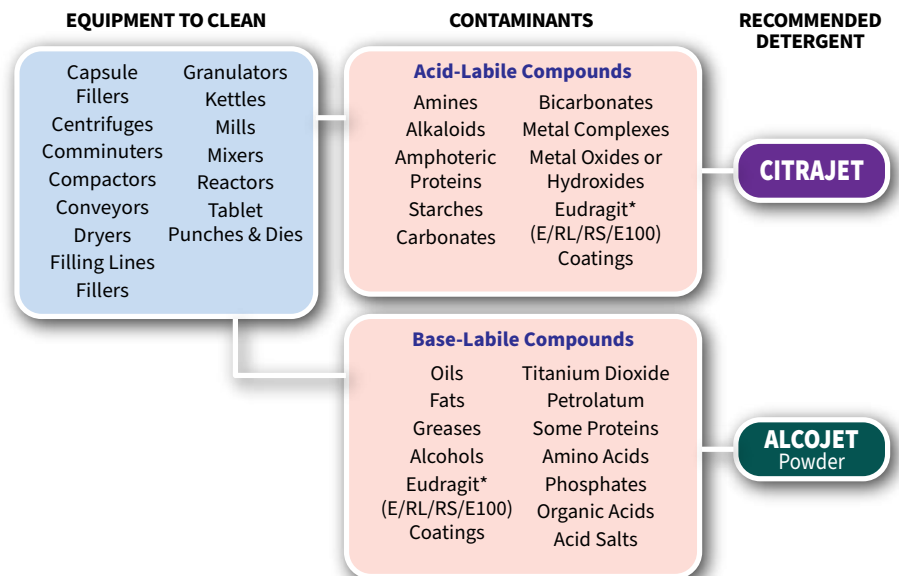 EQUIPMENT TO CLEAN
CONTAMINANTS
RECOMMENDED
DETERGENT
Capsule
Fillers
Centrifuges
Comminuters
Compactors
Conveyors
Dryers
Filling Lines
Fillers
Granulators
Kettles
Mills
Mixers
Reactors
Tablet
Punches & Dies
Acid-Labile Compounds
Amines
Alkaloids
Amphoteric
Proteins
Starches
Carbonates
Bicarbonates
Metal Complexes
Metal Oxides or
Hydroxides
Eudragit*
(E/RL/RS/E100)
Coatings
CITRAJET
Base-Labile Compounds
Oils
Fats
Greases
Alcohols
Eudragit*
(E/RL/RS/E100)
Coatings
Titanium Dioxide
Petrolatum
Some Proteins
Amino Acids
Phosphates
Organic Acids
Acid Salts
ALCOJET
Powder